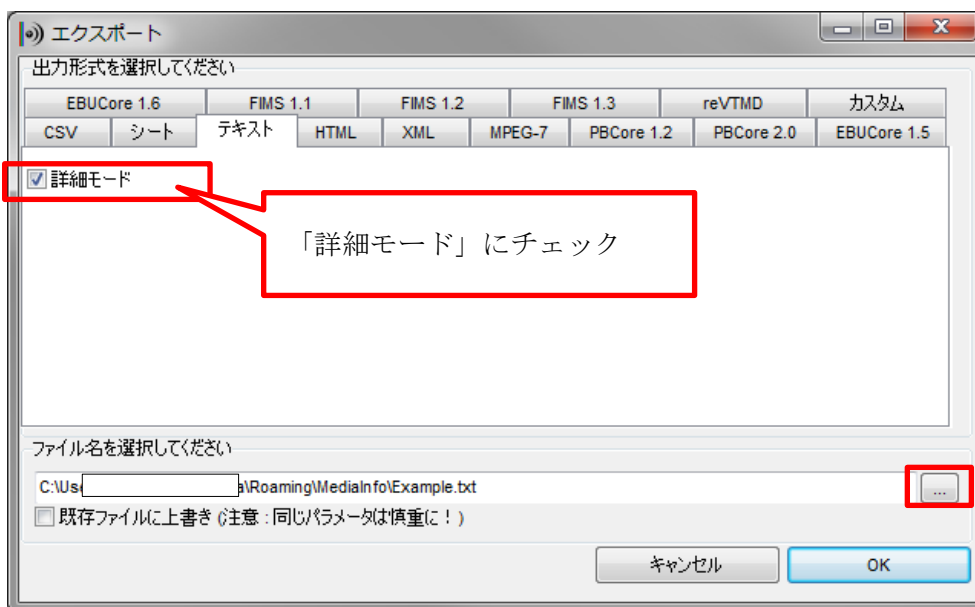 エクスポート
出力形式を選択してください
EBUCore 1.6 FIMS 1.1 FIMS 1.2 FIMS 1.3 reVTMD カスタム
CSV シート テキスト HTML XML MPEG-7 PBCore 1.2 PBCore 2.0 EBUCore 1.5
詳細モード
「詳細モード」にチェック
ファイル名を選択してください
C:\Use a\Roaming\MediaInfo\Example.txt ...
既存ファイルに上書き (注意 : 同じパラメータは慎重に ! )
キャンセル OK